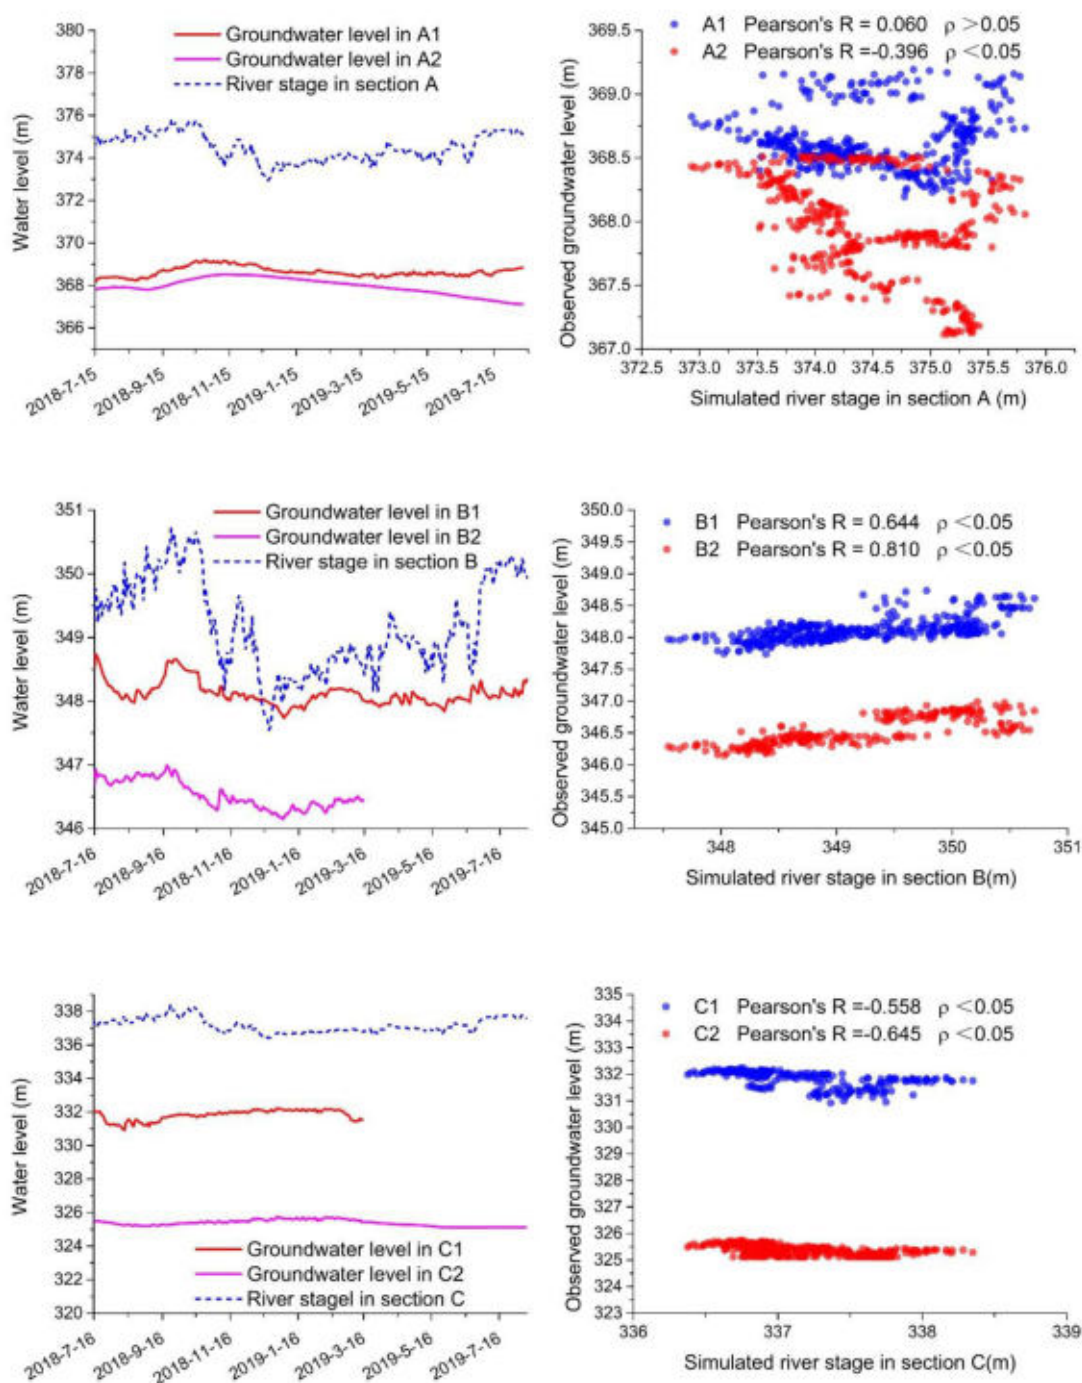 380
378
376
374
372
370
368
366
Water level (m)
Groundwater level in A1
Groundwater level in A2
River stage in section A
2018-7-15
2018-9-15
2018-11-15
2019-1-15
2019-3-15
2019-5-15
2019-7-15
A1 Pearson's R = 0.060 ρ >0.05
A2 Pearson's R =-0.396 ρ <0.05
369.5
369.0
368.5
368.0
367.5
367.0
Observed groundwater level (m)
372.5 373.0 373.5 374.0 374.5 375.0 375.5 376.0
Simulated river stage in section A (m)
351
350
349
348
347
346
Water level (m)
Groundwater level in B1
Groundwater level in B2
River stage in section B
2018-7-16
2018-9-16
2018-11-16
2019-1-16
2019-3-16
2019-5-16
2019-7-16
B1 Pearson's R = 0.644 ρ <0.05
B2 Pearson's R = 0.810 ρ <0.05
350.0
349.5
349.0
348.5
348.0
347.5
347.0
346.5
346.0
345.5
345.0
Observed groundwater level (m)
348 349 350 351
Simulated river stage in section B(m)
338
336
334
332
330
328
326
324
322
320
Water level (m)
Groundwater level in C1
Groundwater level in C2
River stagel in section C
2018-7-16
2018-9-16
2018-11-16
2019-1-16
2019-3-16
2019-5-16
2019-7-16
C1 Pearson's R =-0.558 ρ <0.05
C2 Pearson's R =-0.645 ρ <0.05
335
334
333
332
331
330
329
328
327
326
325
324
323
Observed groundwater level (m)
336 337 338 339
Simulated river stage in section C(m)